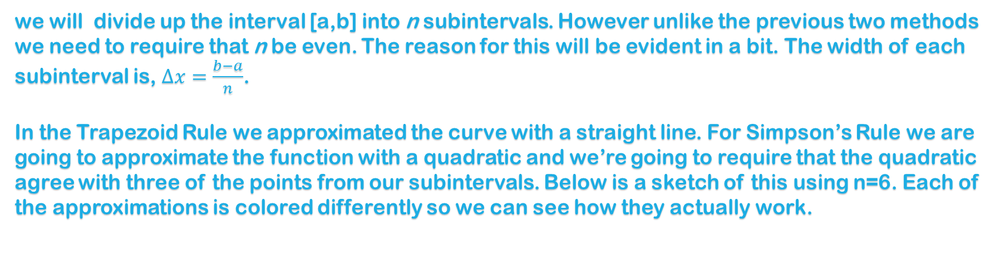 we will divide up the interval [a,b] into n subintervals. However unlike the previous two methods
we need to require that n be even. The reason for this will be evident in a bit. The width of each
subinterval is, Δx = \frac{b−a}{n}.
In the Trapezoid Rule we approximated the curve with a straight line. For Simpson’s Rule we are
going to approximate the function with a quadratic and we’re going to require that the quadratic
agree with three of the points from our subintervals. Below is a sketch of this using n=6. Each of
the approximations is colored differently so we can see how they actually work.